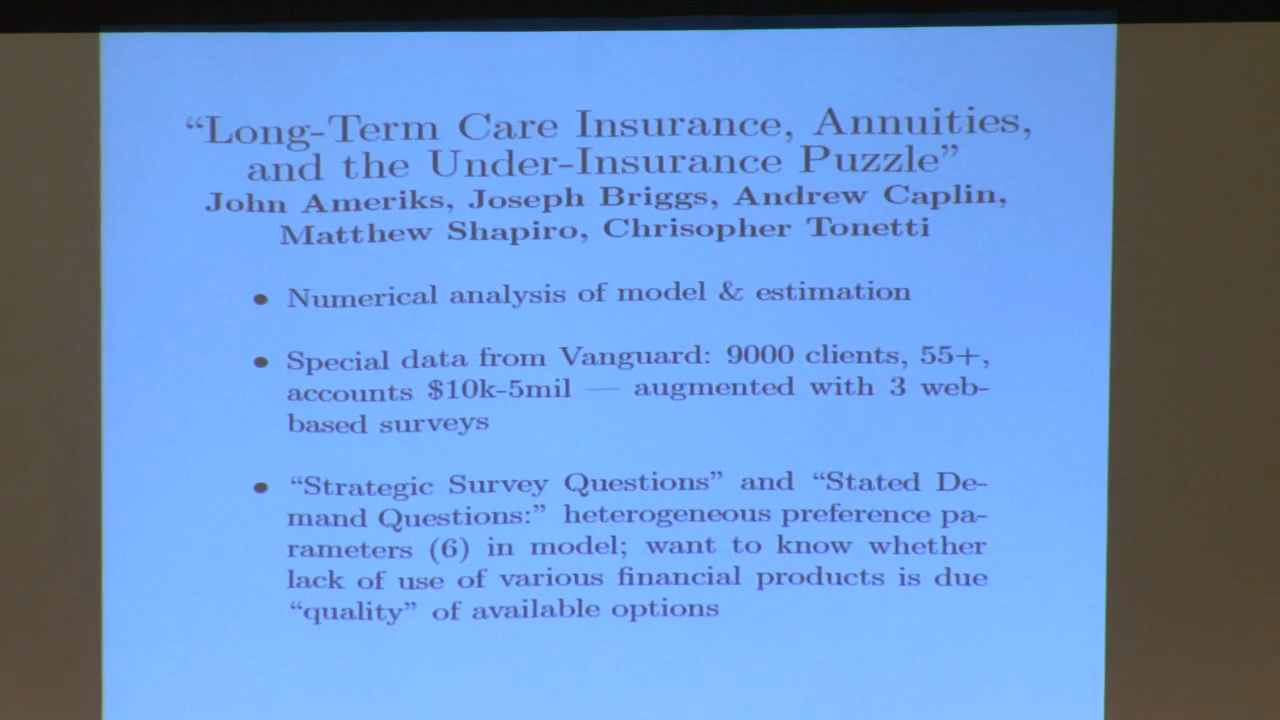 “Long-Term Care Insurance, Annuities,
and the Under-Insurance Puzzle”
John Ameriks, Joseph Briggs, Andrew Caplin,
Matthew Shapiro, Chrisopher Tonetti
• Numerical analysis of model & estimation
• Special data from Vanguard: 9000 clients, 55+,
accounts $10k-5mil — augmented with 3 web-
based surveys
• “Strategic Survey Questions” and “Stated De-
mand Questions:” heterogeneous preference pa-
rameters (6) in model; want to know whether
lack of use of various financial products is due
“quality” of available options